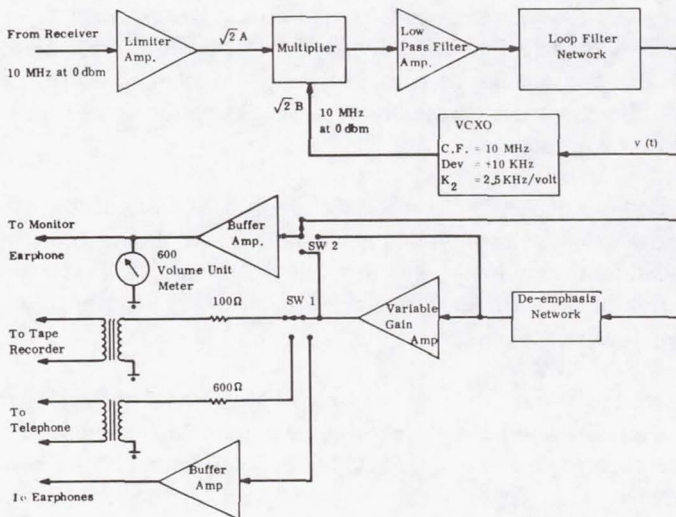 From Receiver
10 MHz at 0 dbm
Limiter
Amp.
√2 A
Multiplier
Low
Pass Filter
Amp.
Loop Filter
Network
√2 B
10 MHz
at 0 dbm
VCXO
C.F. = 10 MHz
Dev = +10 KHz
K2 = 2.5 KHz/volt
v (t)
To Monitor
Earphone
Buffer
Amp.
SW 2
600
Volume Unit
Meter
100Ω
SW 1
Variable
Gain
Amp
De-emphasis
Network
To Tape
Recorder
600Ω
To
Telephone
Buffer
Amp
To Earphones